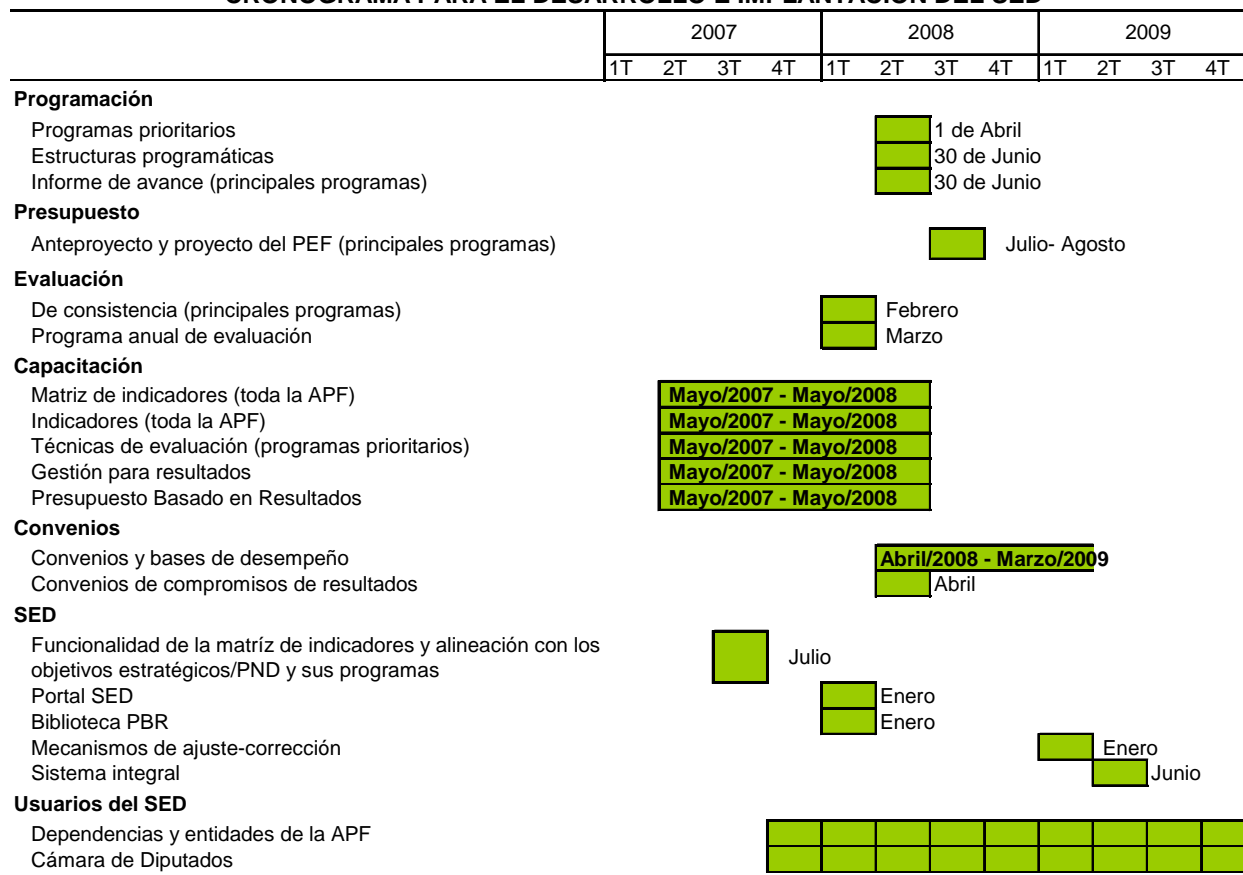 CRONOGRAMA PARA EL DESARROLLO E IMPLANTACIÓN DEL SED
2007 2008 2009
1T 2T 3T 4T 1T 2T 3T 4T 1T 2T 3T 4T
Programación
Programas prioritarios 1 de Abril
Estructuras programáticas 30 de Junio
Informe de avance (principales programas) 30 de Junio
Presupuesto
Anteproyecto y proyecto del PEF (principales programas) Julio- Agosto
Evaluación
De consistencia (principales programas) Febrero
Programa anual de evaluación Marzo
Capacitación
Matriz de indicadores (toda la APF) Mayo/2007 - Mayo/2008
Indicadores (toda la APF) Mayo/2007 - Mayo/2008
Técnicas de evaluación (programas prioritarios) Mayo/2007 - Mayo/2008
Gestión para resultados Mayo/2007 - Mayo/2008
Presupuesto Basado en Resultados Mayo/2007 - Mayo/2008
Convenios
Convenios y bases de desempeño Abril/2008 - Marzo/2009
Convenios de compromisos de resultados Abril
SED
Funcionalidad de la matríz de indicadores y alineación con los
objetivos estratégicos/PND y sus programas Julio
Portal SED Enero
Biblioteca PBR Enero
Mecanismos de ajuste-corrección Enero
Sistema integral Junio
Usuarios del SED
Dependencias y entidades de la APF
Cámara de Diputados